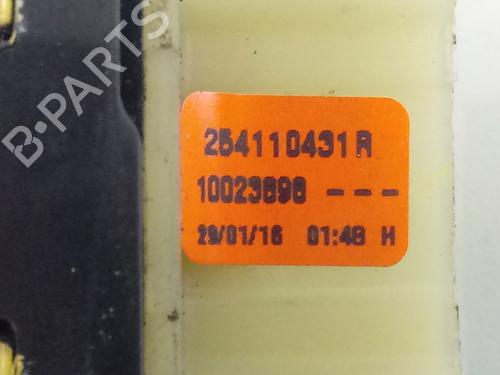 B-PARTS
254110431R
10023898 ---
29/01/16 01:48 H